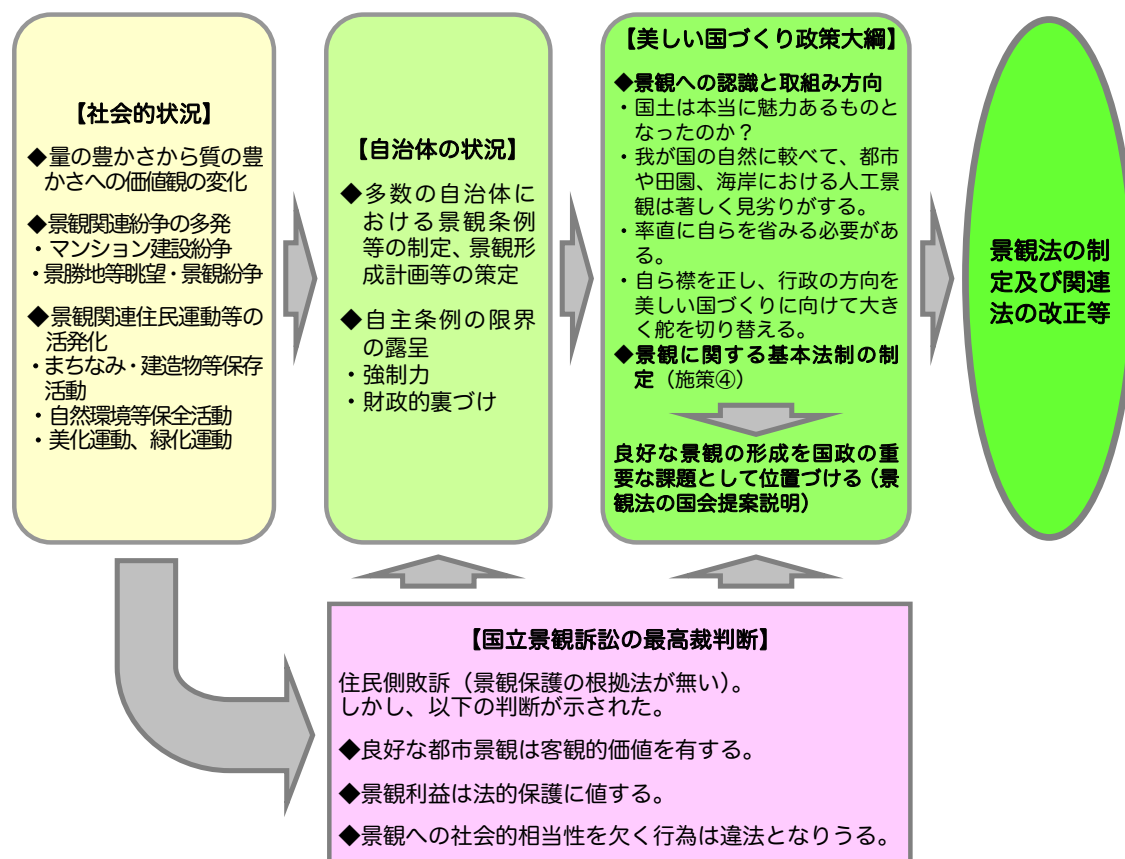 【社会的状況】
◆量の豊かさから質の豊
かさへの価値観の変化
◆景観関連紛争の多発
・マンション建設紛争
・景勝地等眺望・景観紛争
◆景観関連住民運動等の
活発化
・まちなみ・建造物等保存
活動
・自然環境等保全活動
・美化運動、緑化運動
【自治体の状況】
◆多数の自治体に
おける景観条例
等の制定、景観形
成計画等の策定
◆自主条例の限界
の露呈
・強制力
・財政的裏づけ
【美しい国づくり政策大綱】
◆景観への認識と取組み方向
・国土は本当に魅力あるものと
なったのか？
・我が国の自然に較べて、都市
や田園、海岸における人工景
観は著しく見劣りがする。
・率直に自らを省みる必要があ
る。
・自ら襟を正し、行政の方向を
美しい国づくりに向けて大き
く舵を切り替える。
◆景観に関する基本法制の制
定（施策④）
良好な景観の形成を国政の重
要な課題として位置づける（景
観法の国会提案説明）
景観法の制
定及び関連
法の改正等
【国立景観訴訟の最高裁判断】
住民側敗訴（景観保護の根拠法が無い）。
しかし、以下の判断が示された。
◆良好な都市景観は客観的価値を有する。
◆景観利益は法的保護に値する。
◆景観への社会的相当性を欠く行為は違法となりうる。